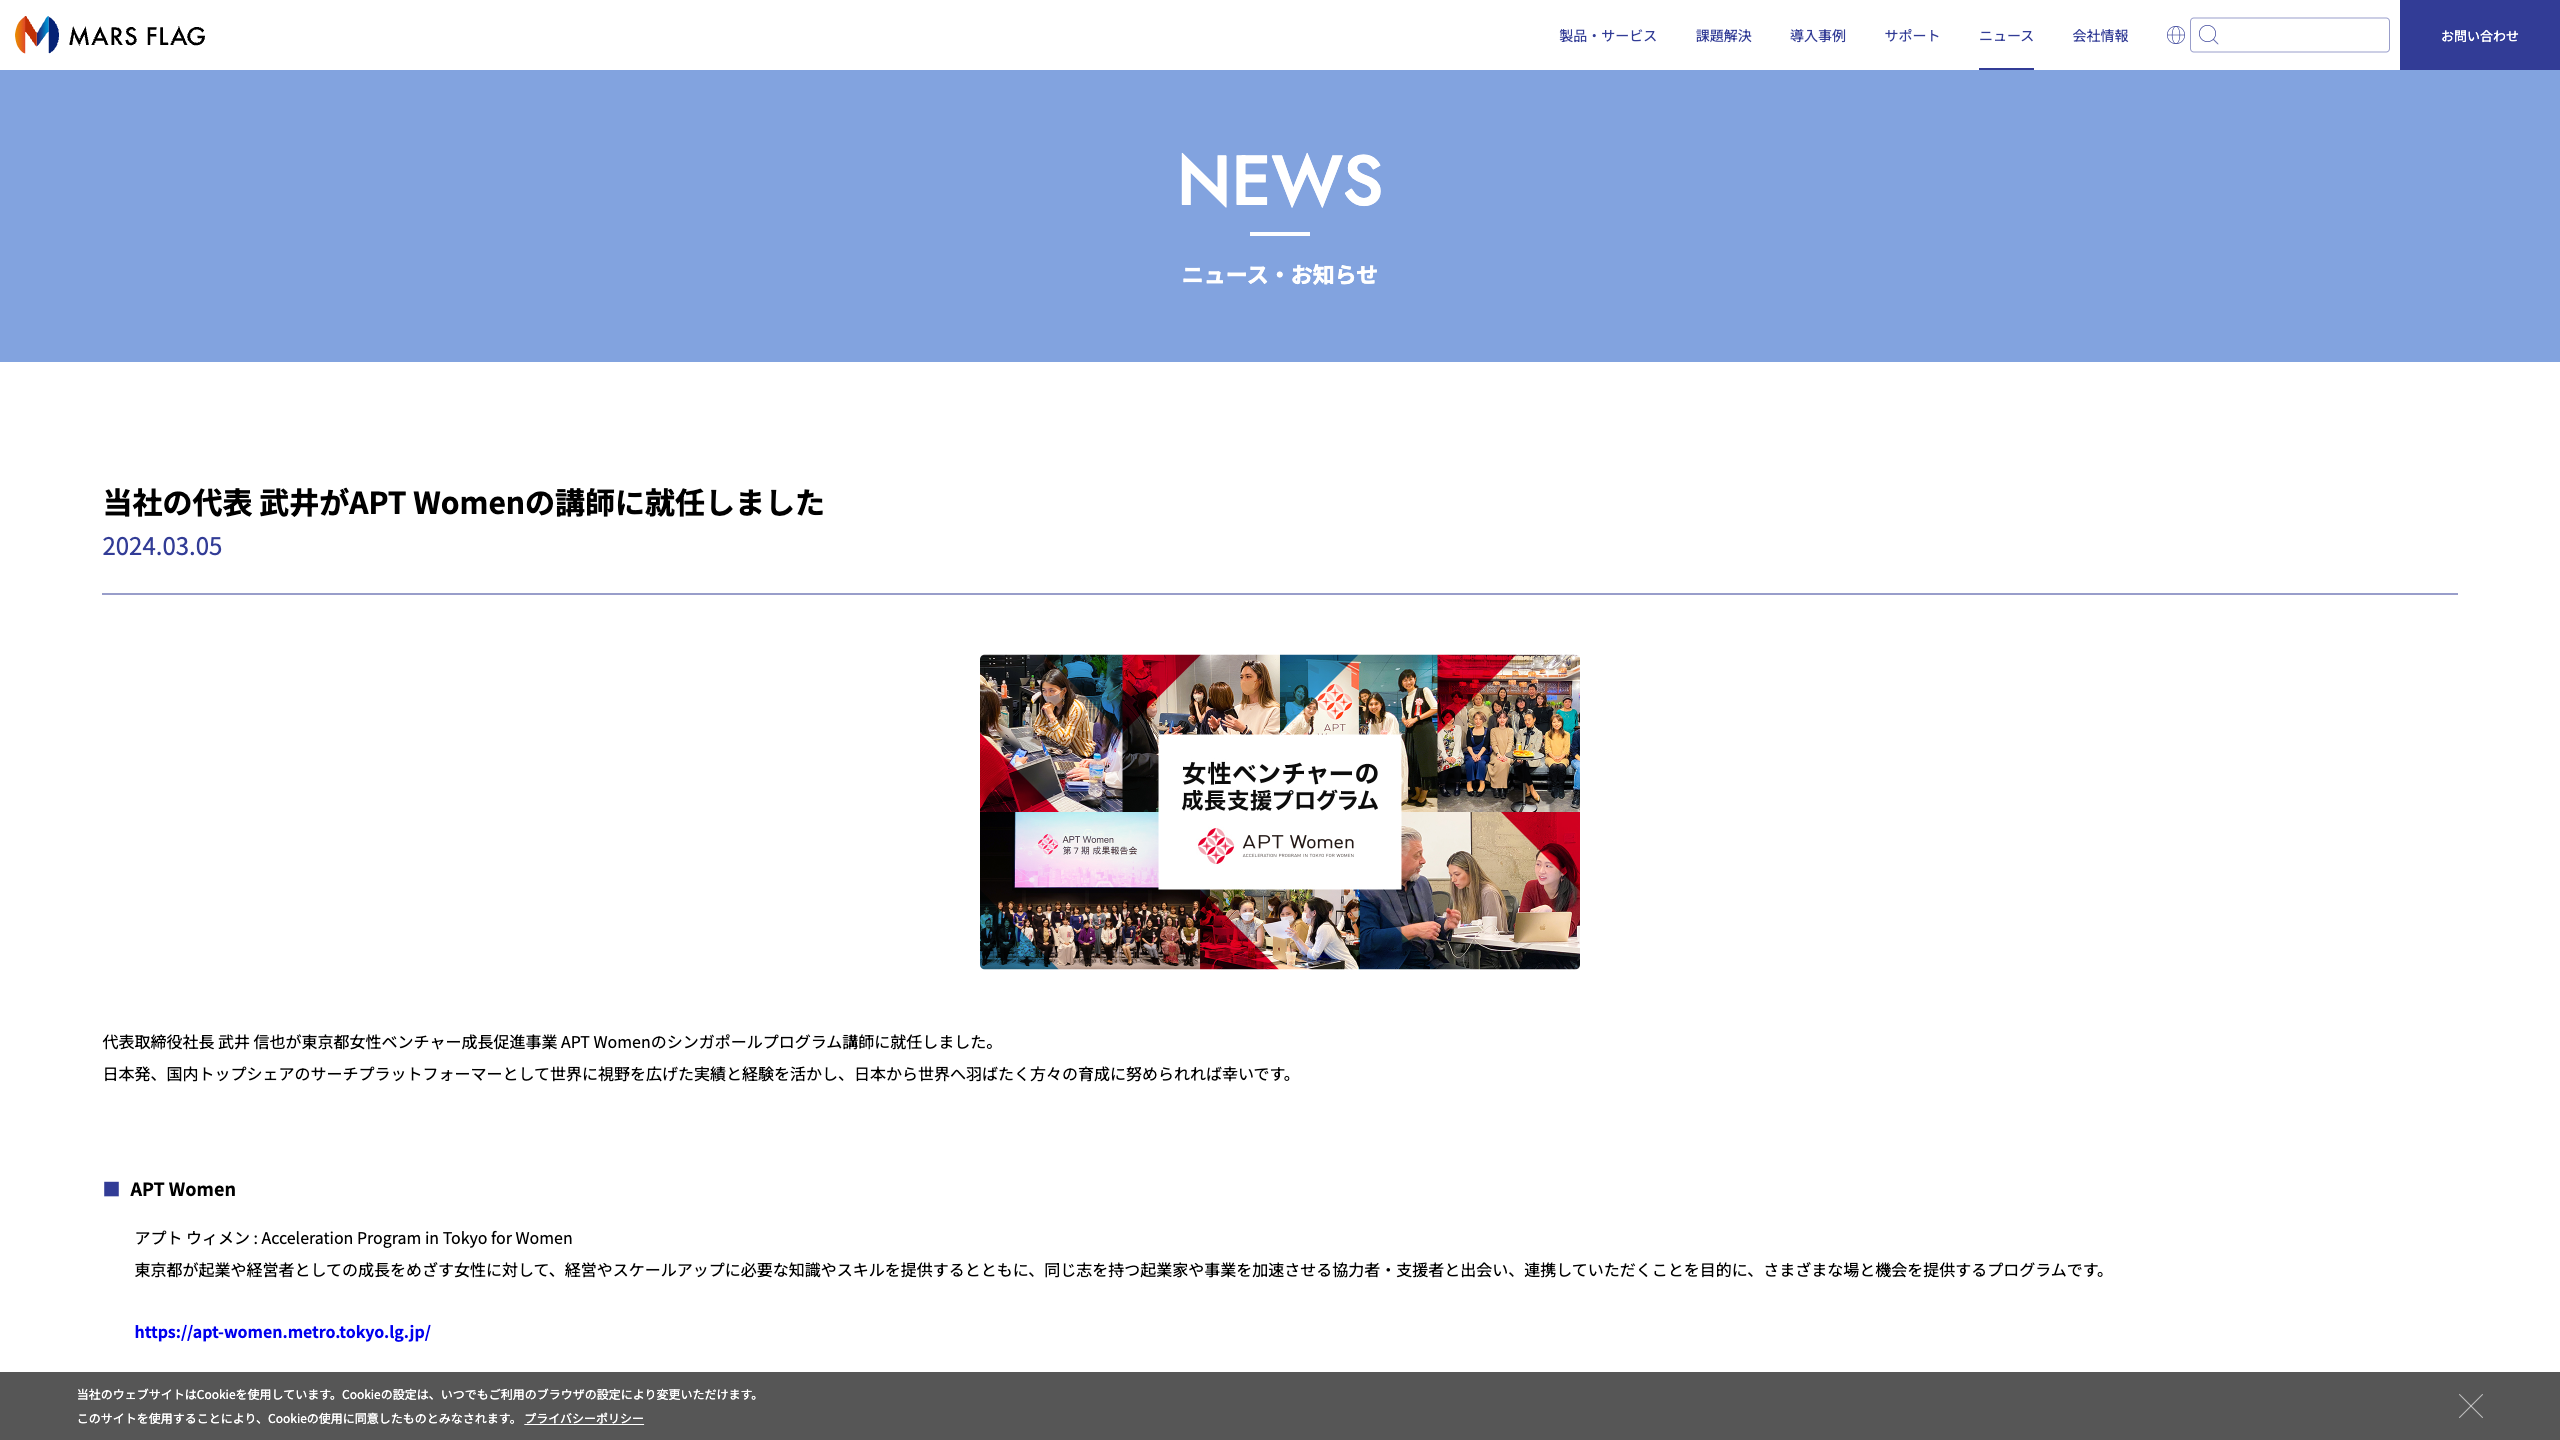 MARS FLAG
製品・サービス
課題解決
導入事例
サポート
ニュース
会社情報
お問い合わせ
NEWS
ニュース・お知らせ
当社の代表 武井がAPT Womenの講師に就任しました
2024.03.05
APT
女性ベンチャーの
成長支援プログラム
APT Women
ACCELERATION PROGRAM IN TOKYO FOR WOMEN
APT Women
第7期 成果報告会
代表取締役社長 武井 信也が東京都女性ベンチャー成長促進事業 APT Womenのシンガポールプログラム講師に就任しました。
日本発、国内トップシェアのサーチプラットフォーマーとして世界に視野を広げた実績と経験を活かし、日本から世界へ羽ばたく方々の育成に努められれば幸いです。
■ APT Women
アプト ウィメン : Acceleration Program in Tokyo for Women
東京都が起業や経営者としての成長をめざす女性に対して、経営やスケールアップに必要な知識やスキルを提供するとともに、同じ志を持つ起業家や事業を加速させる協力者・支援者と出会い、連携していただくことを目的に、さまざまな場と機会を提供するプログラムです。
https://apt-women.metro.tokyo.lg.jp/
当社のウェブサイトはCookieを使用しています。Cookieの設定は、いつでもご利用のブラウザの設定により変更いただけます。
このサイトを使用することにより、Cookieの使用に同意したものとみなされます。 プライバシーポリシー